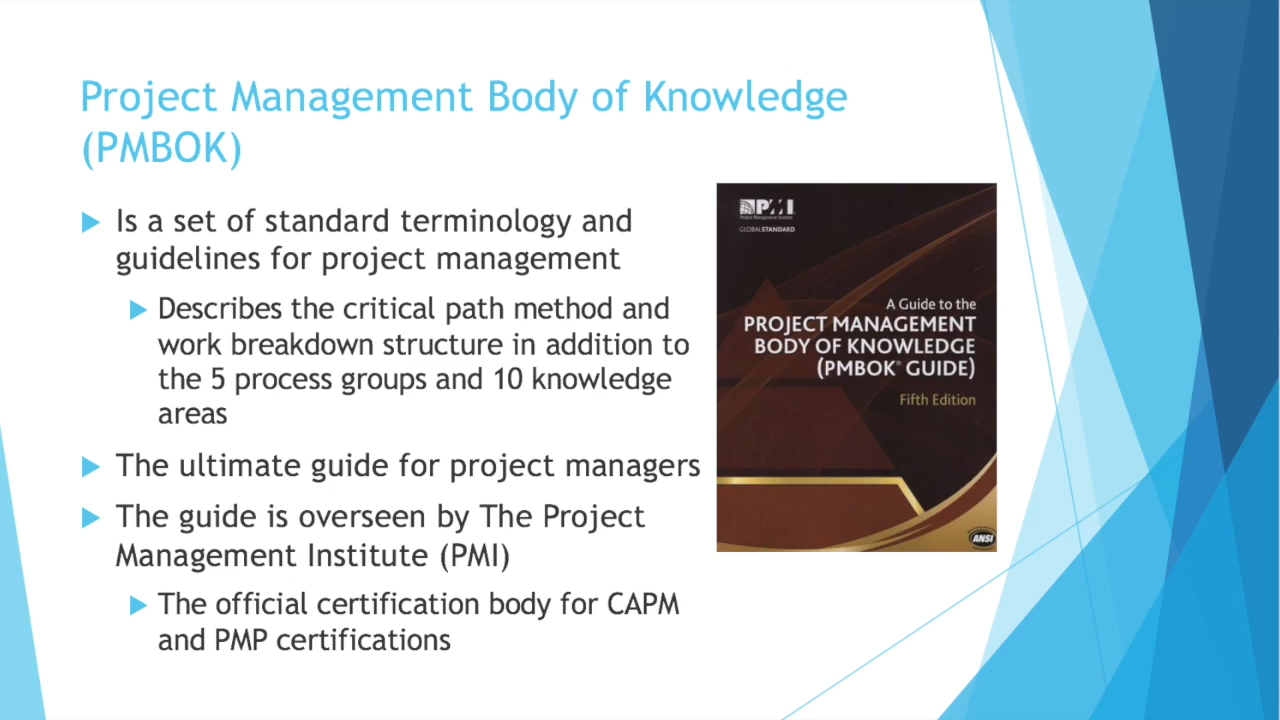 Project Management Body of Knowledge
(PMBOK)
Is a set of standard terminology and
guidelines for project management
Describes the critical path method and
work breakdown structure in addition to
the 5 process groups and 10 knowledge
areas
The ultimate guide for project managers
The guide is overseen by The Project
Management Institute (PMI)
The official certification body for CAPM
and PMP certifications
PMI
Project Management Institute
GLOBALSTANDARD
A Guide to the
PROJECT MANAGEMENT
BODY OF KNOWLEDGE
(PMBOK® GUIDE)
Fifth Edition
ANSI